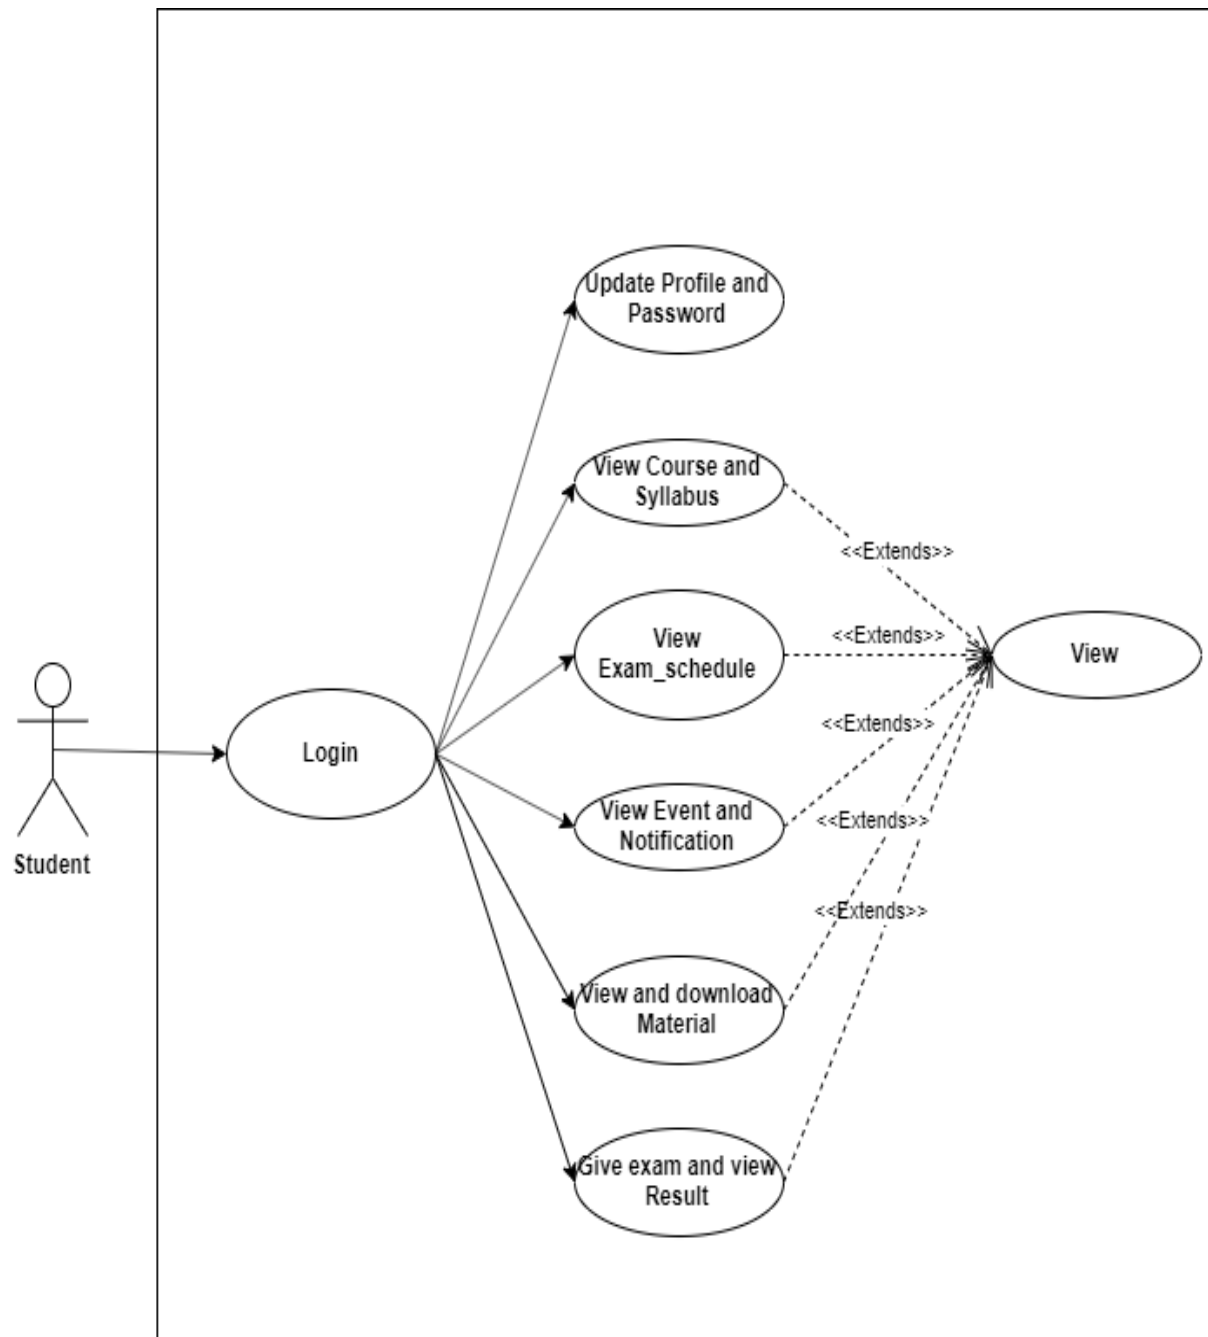 Update Profile and
Password
View Course and
Syllabus
<<Extends>>
View
Exam_schedule
<<Extends>>
View
Student
Login
<<Extends>>
View Event and
Notification
<<Extends>>
<<Extends>>
View and download
Material
Give exam and view
Result